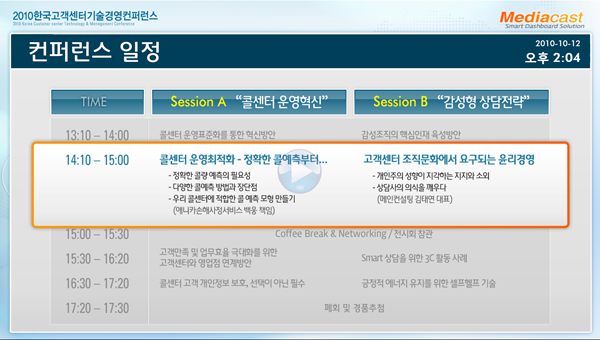 2010한국고객센터기술경영컨퍼런스
2010 Korea Customer center Technology & Management Conference
Mediacast
Smart Dashboard Solution
컨퍼런스 일정
2010-10-12
오후 2:04
TIME
Session A “콜센터 운영혁신”
Session B “감성형 상담전략”
13:10 – 14:00
콜센터 운영표준화를 통한 혁신방안
감성조직의 핵심인재 육성방안
14:10 – 15:00
콜센터 운영최적화 - 정확한 콜예측부터...
- 정확한 콜량 예측의 필요성
- 다양한 콜예측 방법과 장단점
- 우리 콜센터에 적합한 콜 예측 모형 만들기
(애니카손해사정서비스 백웅 책임)
고객센터 조직문화에서 요구되는 윤리경영
- 개인주의 성향이 지각하는 지지와 소외
- 상담사의 의식을 깨우다
(메인컨설팅 김태연 대표)
15:00 – 15:30
Coffee Break & Networking / 전시회 참관
15:30 – 16:20
고객만족 및 업무효율 극대화를 위한
고객센터와 영업점 연계방안
Smart 상담을 위한 3C 활동 사례
16:30 – 17:20
콜센터 고객 개인정보 보호, 선택이 아닌 필수
긍정적 에너지 유지를 위한 셀프헬프 기술
17:20 – 17:30
폐회 및 경품추첨